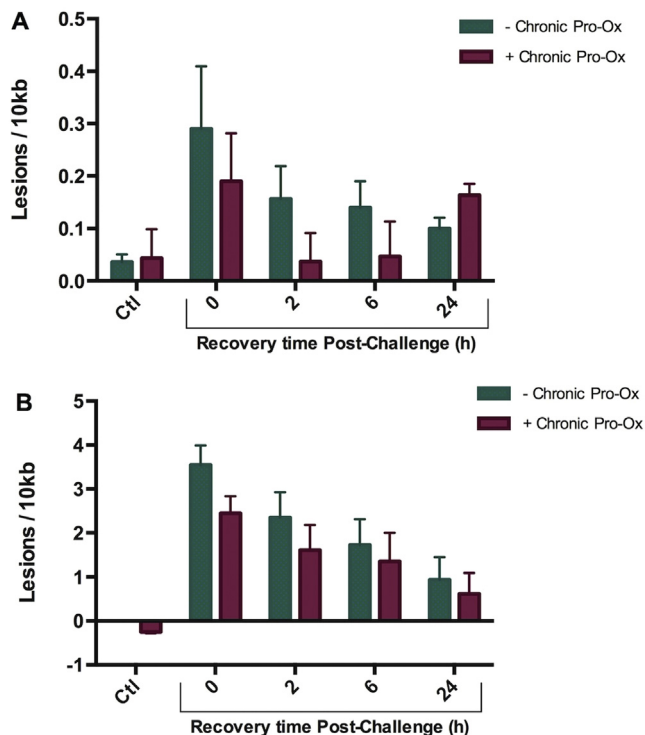 A
0.5
0.4
0.3
0.2
0.1
0.0
Lesions / 10kb
- Chronic Pro-Ox
+ Chronic Pro-Ox
Ctl
0
2
6
24
Recovery time Post-Challenge (h)
B
5
4
3
2
1
0
-1
Lesions / 10kb
- Chronic Pro-Ox
+ Chronic Pro-Ox
Ctl
0
2
6
24
Recovery time Post-Challenge (h)